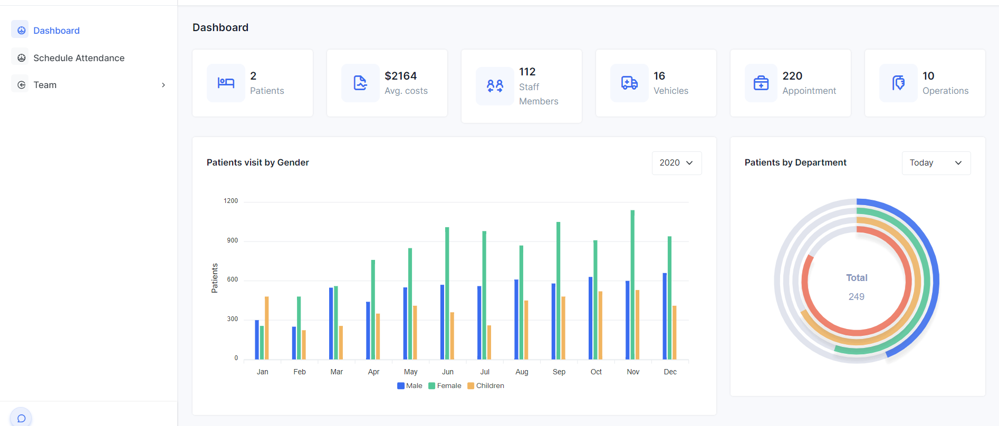 Dashboard
Schedule Attendance
Team
Dashboard
2
Patients
$2164
Avg. costs
112
Staff
Members
16
Vehicles
220
Appointment
10
Operations
Patients visit by Gender
2020
1200
900
600
300
0
Patients
Jan Feb Mar Apr May Jun Jul Aug Sep Oct Nov Dec
Male Female Children
Patients by Department
Today
Total
249